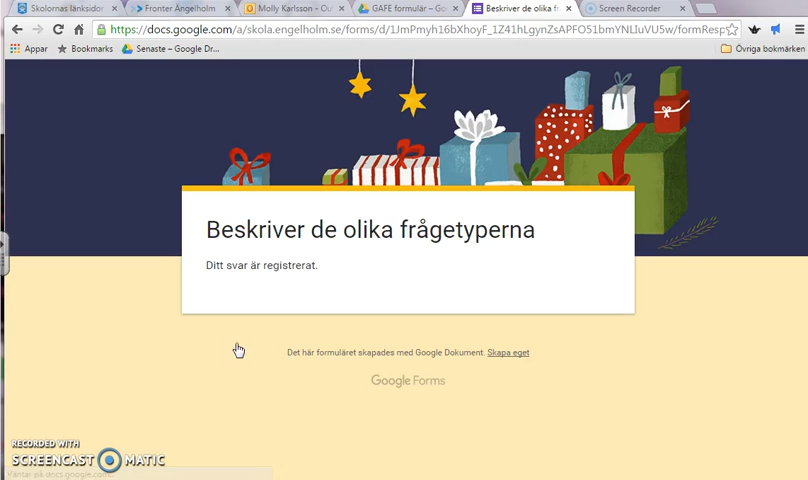 Skolornas länksidor
Fronter Ängelholm
Molly Karlsson - Ou
GAFE formulär – Goo
Beskriver de olika fr
Screen Recorder
https://docs.google.com/a/skola.engelholm.se/forms/d/1JmPmyh16bXhoyF_1Z41hLgynZsAPFO51bmYNLIuVU5w/formResp
Appar
Bookmarks
Senaste – Google Dr...
Övriga bokmärken
Beskriver de olika frågetyperna
Ditt svar är registrerat.
Det här formuläret skapades med Google Dokument. Skapa eget
Google Forms
RECORDED WITH
SCREENCAST MATIC
Väntar på docs.google.com...